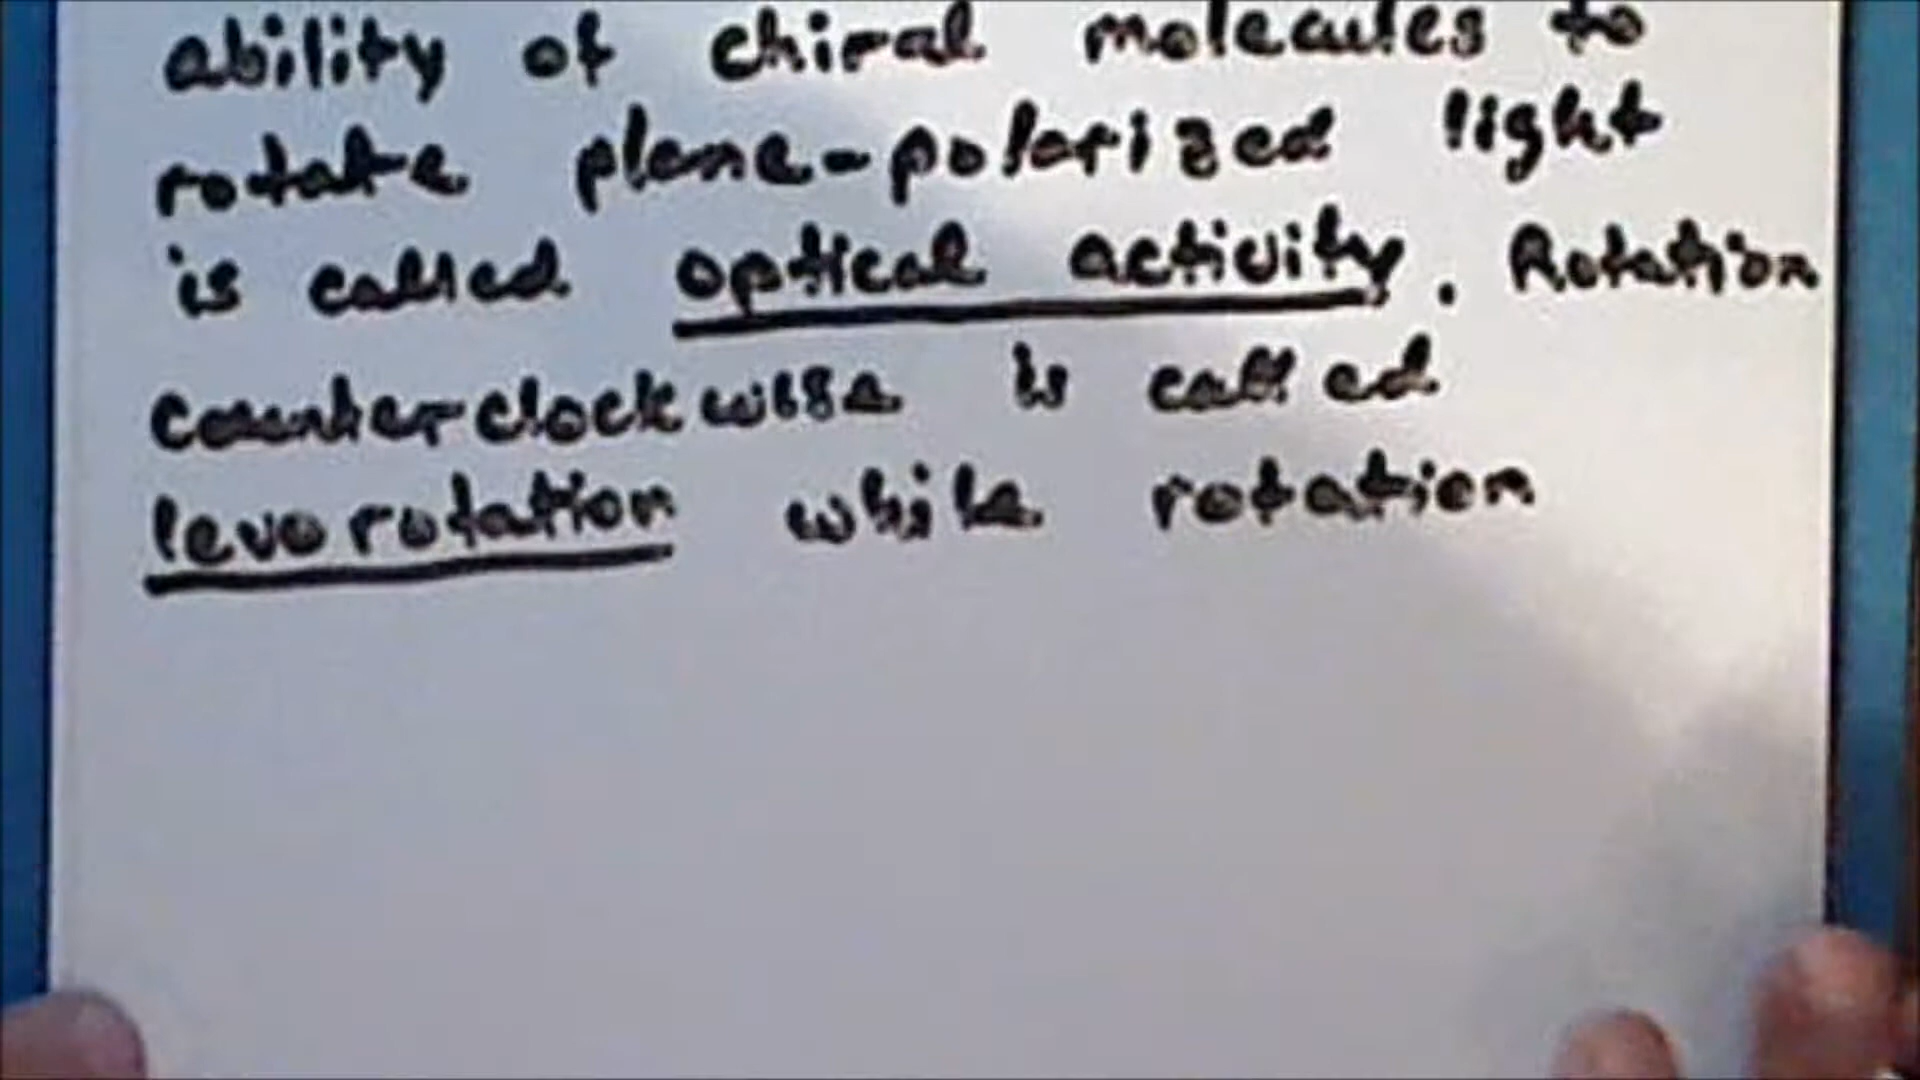 ability of chiral molecules to
rotate plane-polarized light
is called optical activity. Rotation
counterclockwise is called
levorotation while rotation